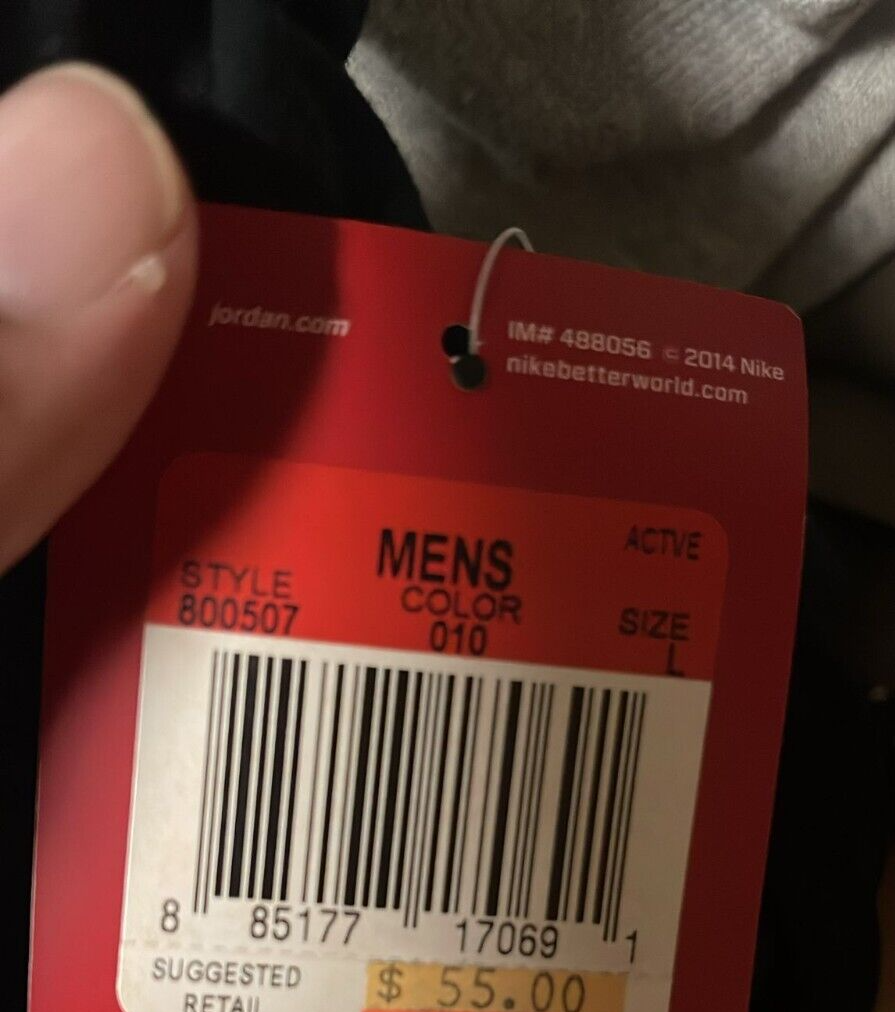 jordan.com
IM# 488056 © 2014 Nike
nikebetterworld.com
MENS
ACTVE
STYLE
800507
COLOR
010
SIZE
L
8 85177 17069 1
SUGGESTED
RETAIL
$ 55.00